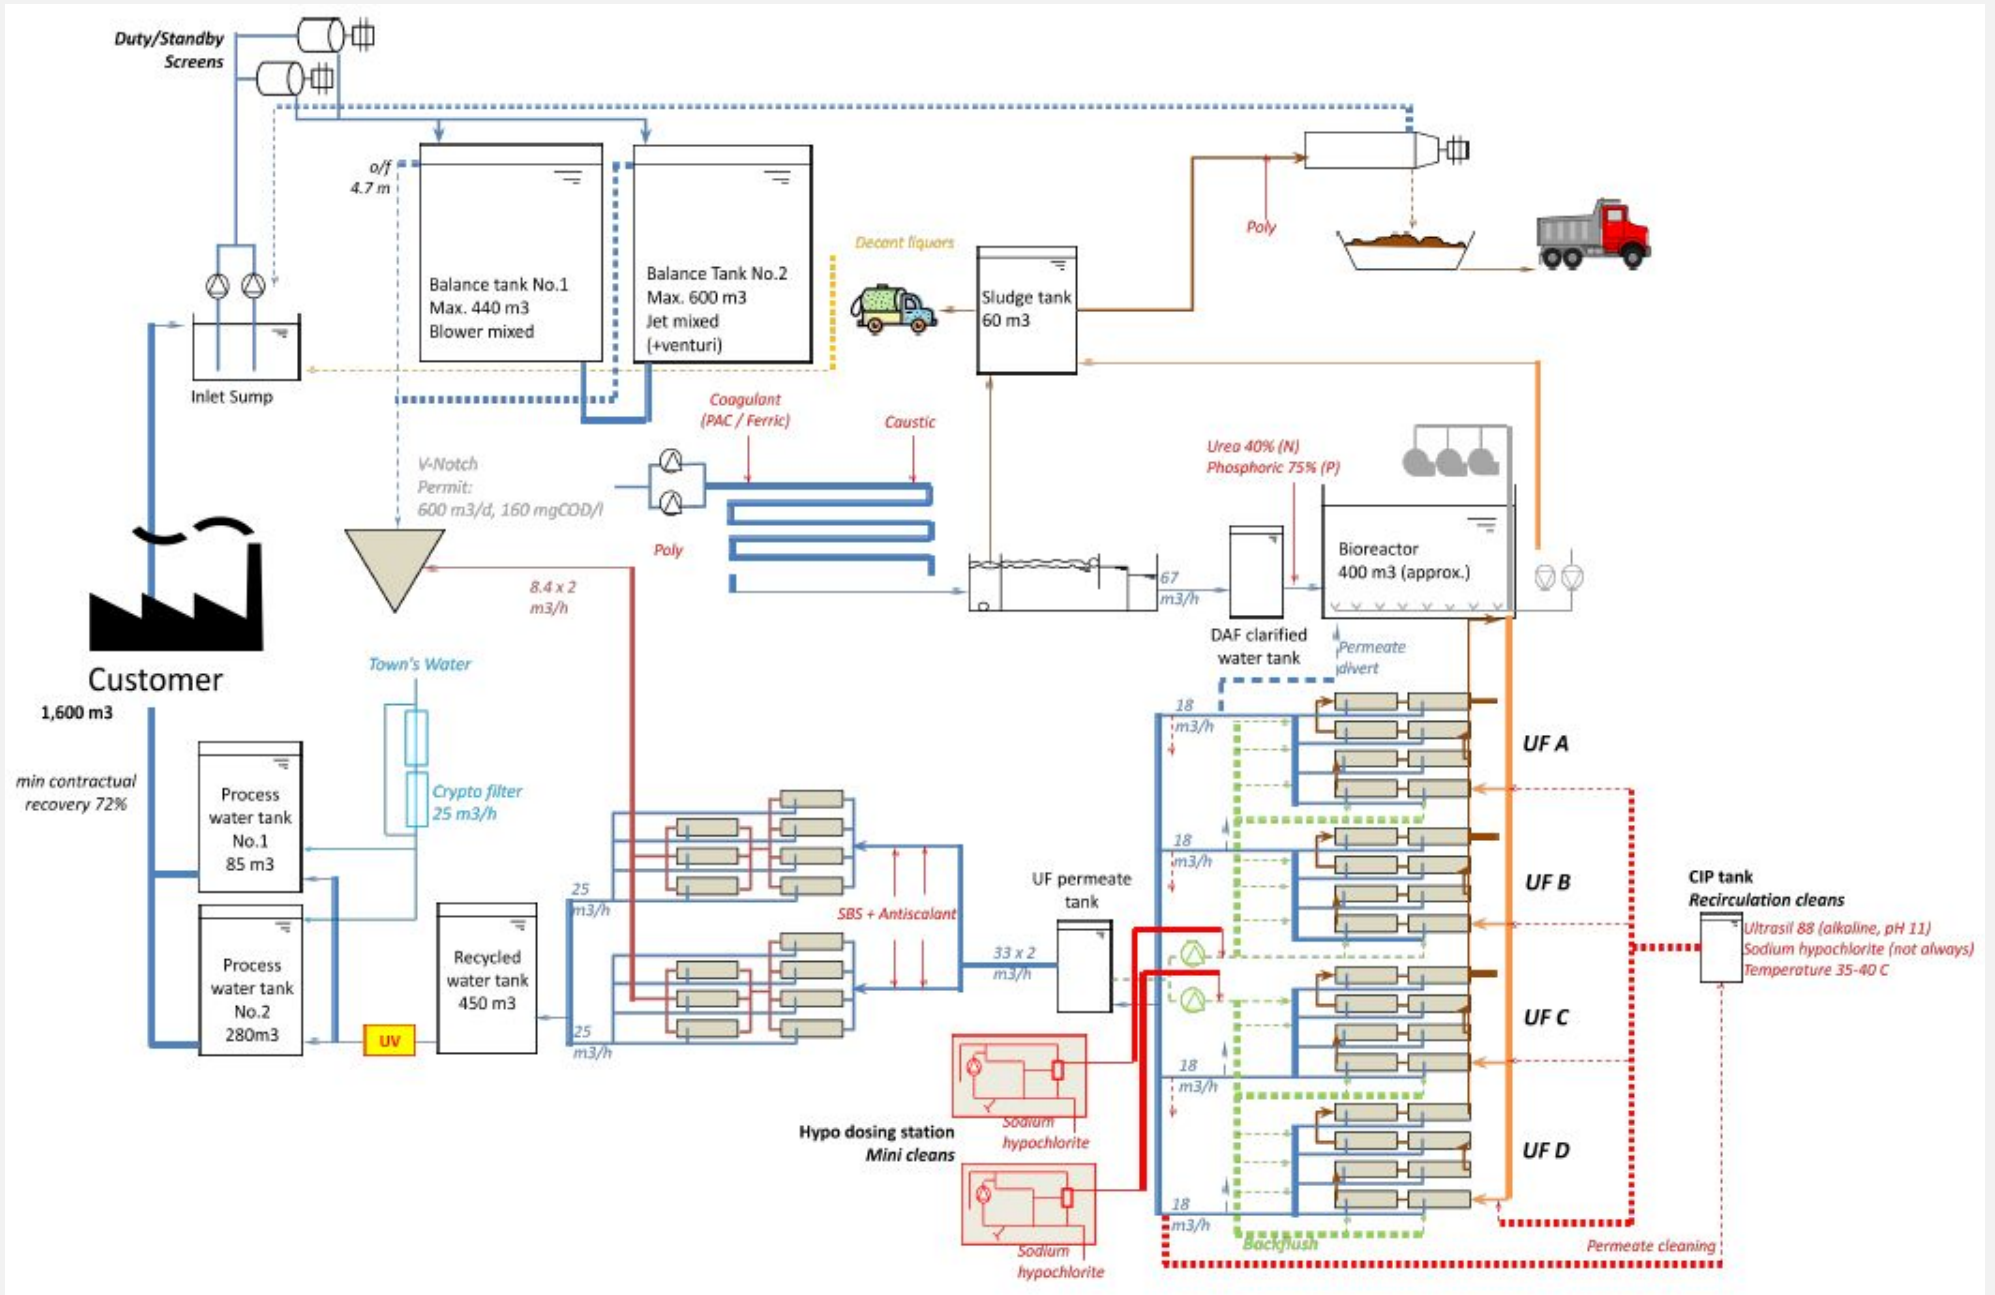 Duty/Standby
Screens
o/f
4.7 m
Balance tank No.1
Max. 440 m3
Blower mixed
Balance Tank No.2
Max. 600 m3
Jet mixed
(+venturi)
Decant liquors
Sludge tank
60 m3
Poly
Inlet Sump
Coagulant
(PAC / Ferric)
Caustic
V-Notch
Permit:
600 m3/d, 160 mgCOD/l
Poly
Urea 40% (N)
Phosphoric 75% (P)
Bioreactor
400 m3 (approx.)
67
m3/h
8.4 x 2
m3/h
DAF clarified
water tank
Permeate
divert
Customer
1,600 m3
min contractual
recovery 72%
Town's Water
Crypto filter
25 m3/h
Process
water tank
No.1
85 m3
Process
water tank
No.2
280m3
UV
Recycled
water tank
450 m3
25
m3/h
25
m3/h
SBS + Antiscalant
33 x 2
m3/h
UF permeate
tank
18
m3/h
18
m3/h
18
m3/h
18
m3/h
UF A
UF B
UF C
UF D
CIP tank
Recirculation cleans
Ultrasil 88 (alkaline, pH 11)
Sodium hypochlorite (not always)
Temperature 35-40 C
Hypo dosing station
Mini cleans
Sodium
hypochlorite
Sodium
hypochlorite
Backflush
Permeate cleaning